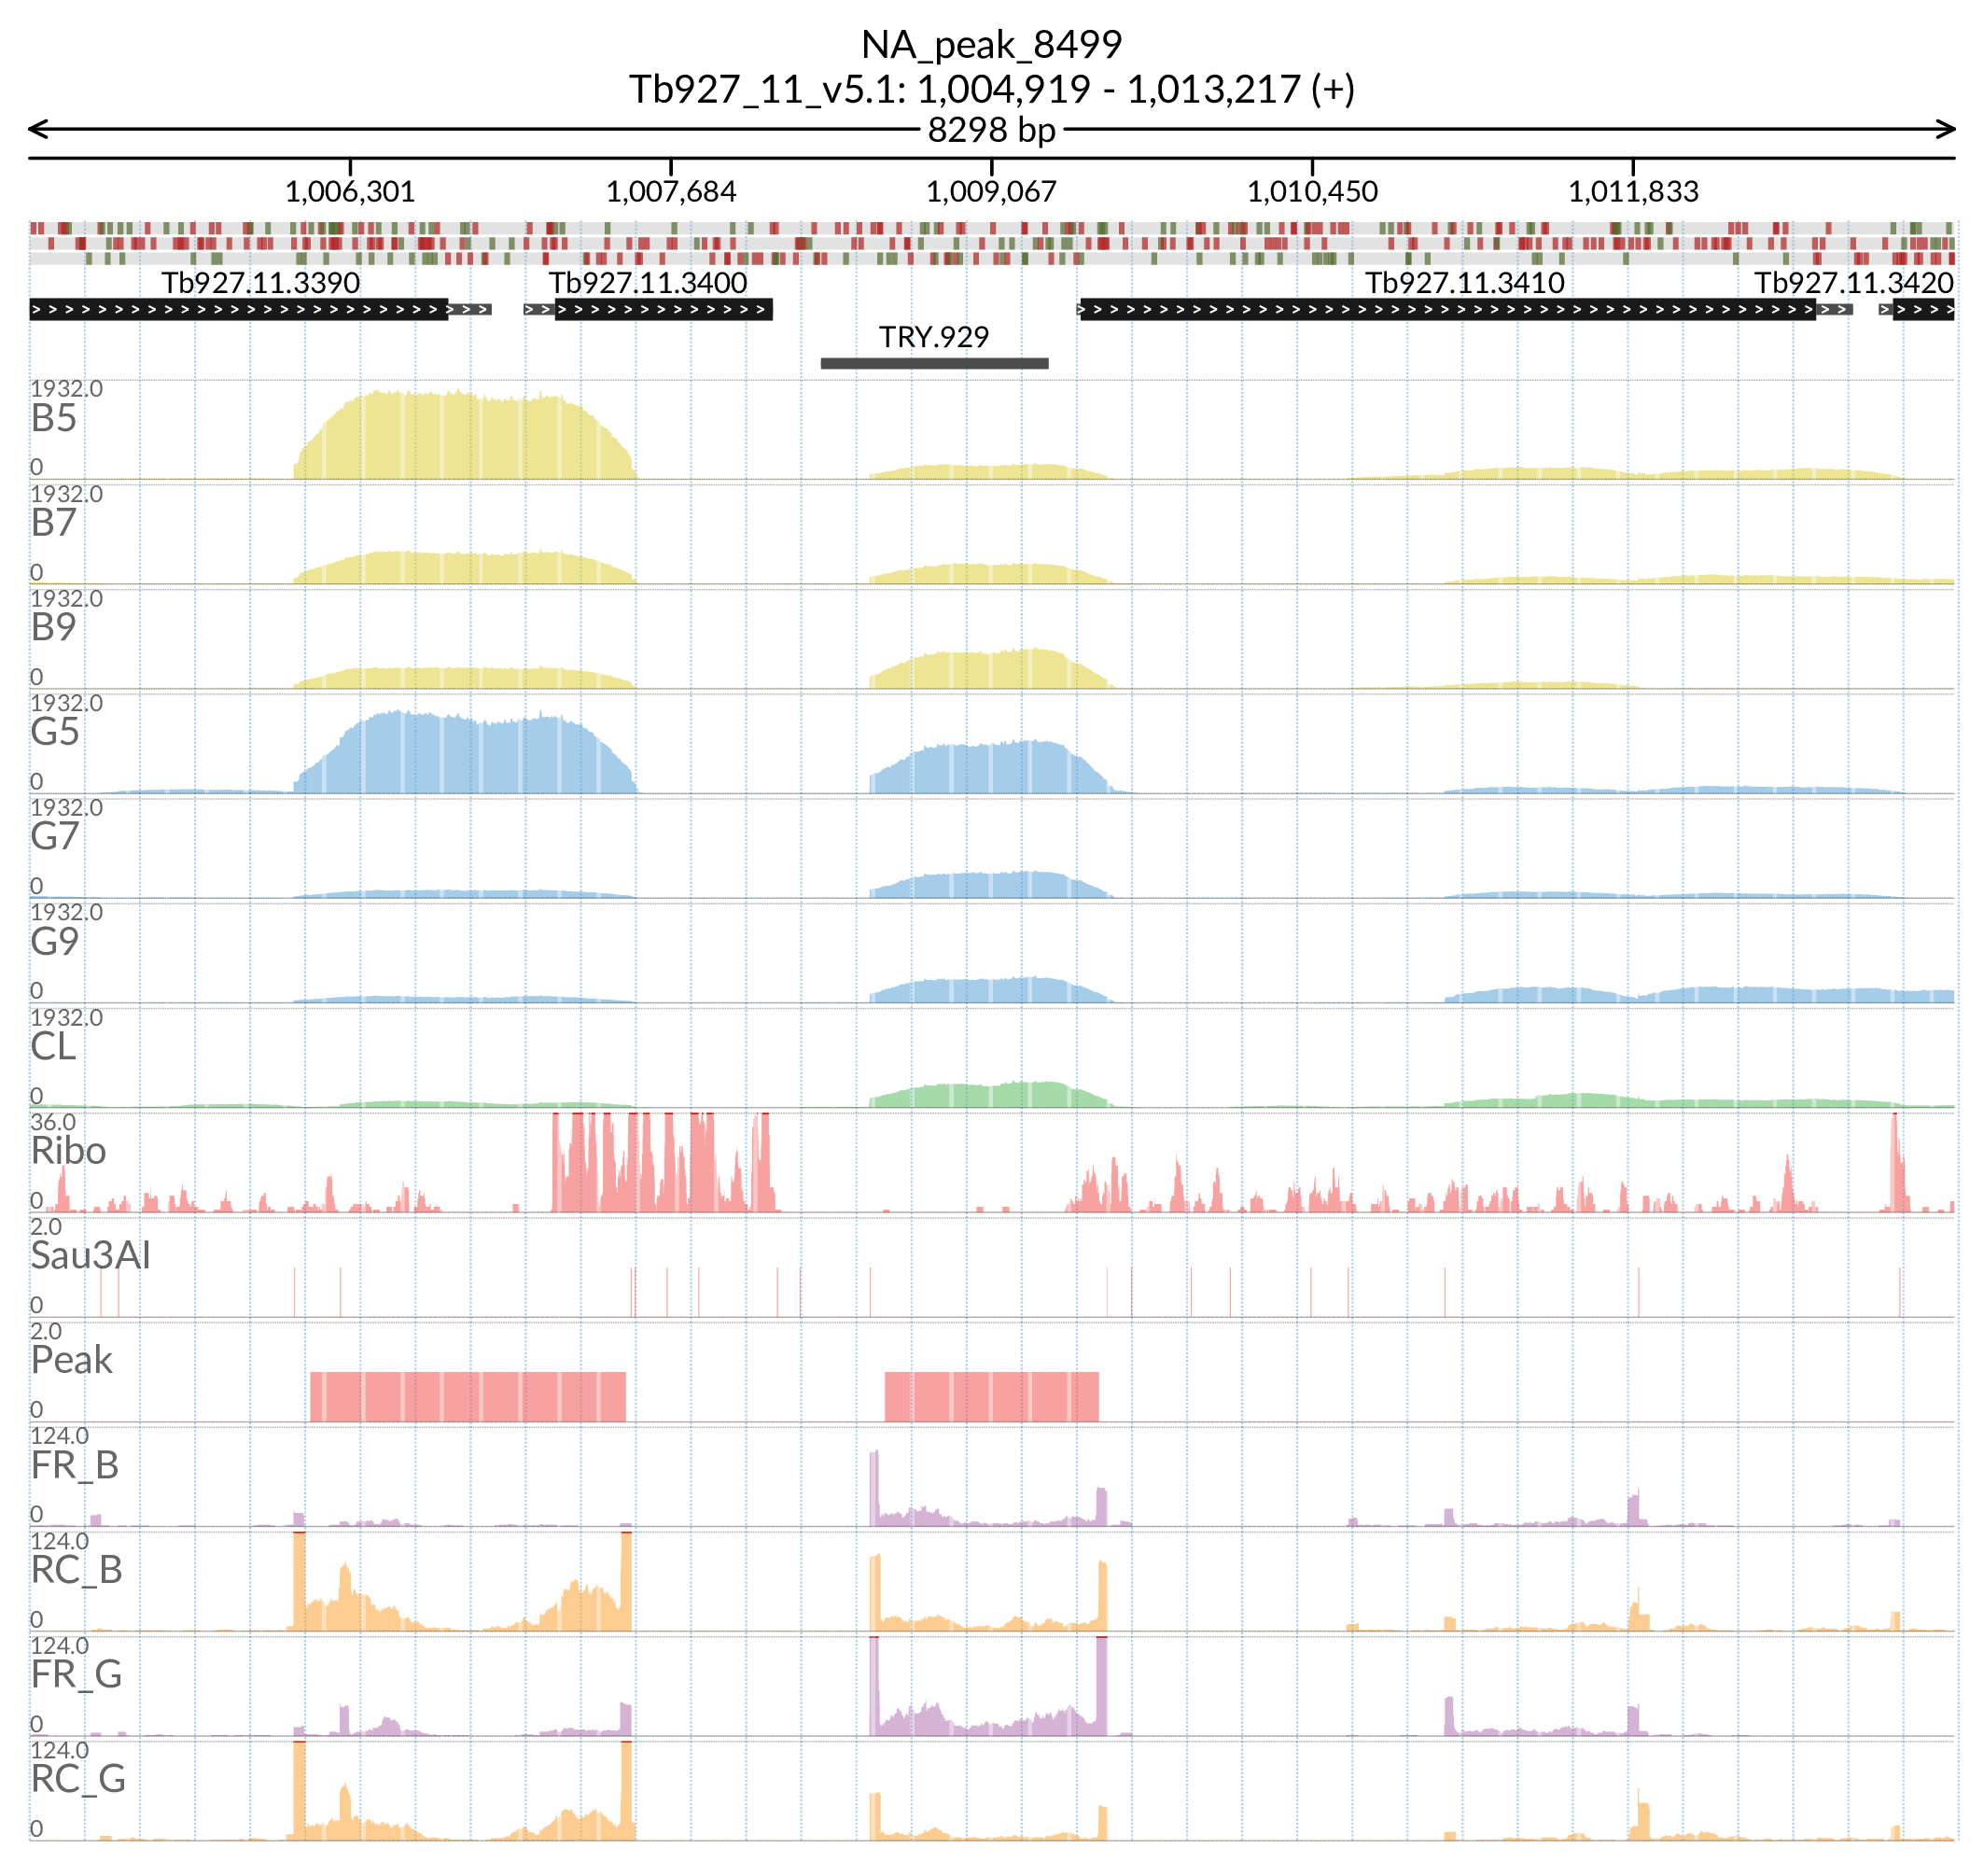 NA_peak_8499
Tb927_11_v5.1: 1,004,919 - 1,013,217 (+)
8298 bp
1,006,301 1,007,684 1,009,067 1,010,450 1,011,833
Tb927.11.3390 Tb927.11.3400 Tb927.11.3410 Tb927.11.3420
TRY.929
1932.0
B5
0
1932.0
B7
0
1932.0
B9
0
1932.0
G5
0
1932.0
G7
0
1932.0
G9
0
1932.0
CL
0
36.0
Ribo
0
2.0
Sau3AI
0
2.0
Peak
0
124.0
FR_B
0
124.0
RC_B
0
124.0
FR_G
0
124.0
RC_G
0